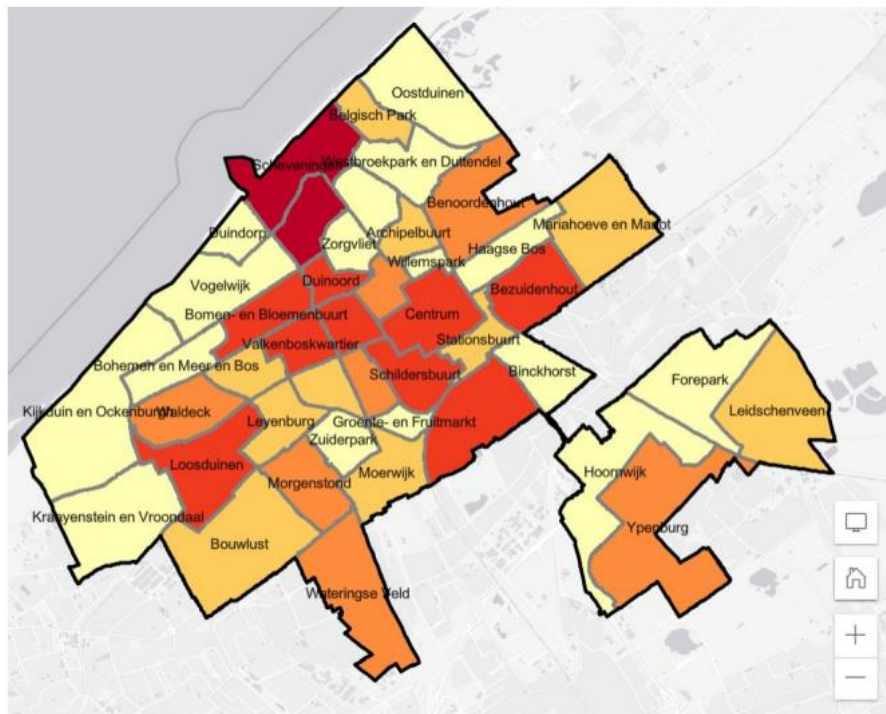 Oostduinen
Belgisch Park
Scheveningen
Westbroekpark en Duttendel
Benoordenhout
Mariahoeve en Marlot
Duindorp
Zorgvliet
Archipelbuurt
Haagse Bos
Willemspark
Vogelwijk
Duinoord
Bezuidenhout
Bomen- en Bloemenbuurt
Centrum
Valkenboskwartier
Stationsbuurt
Bohemen en Meer en Bos
Schildersbuurt
Binckhorst
Forepark
Kijkduin en Ockenburgh
Waldeck
Leidschenveen
Leyenburg
Groente- en Fruitmarkt
Zuiderpark
Loosduinen
Moerwijk
Hoornwijk
Morgenstond
Kraayenstein en Vroondaal
Ypenburg
Bouwlust
Wateringse Veld